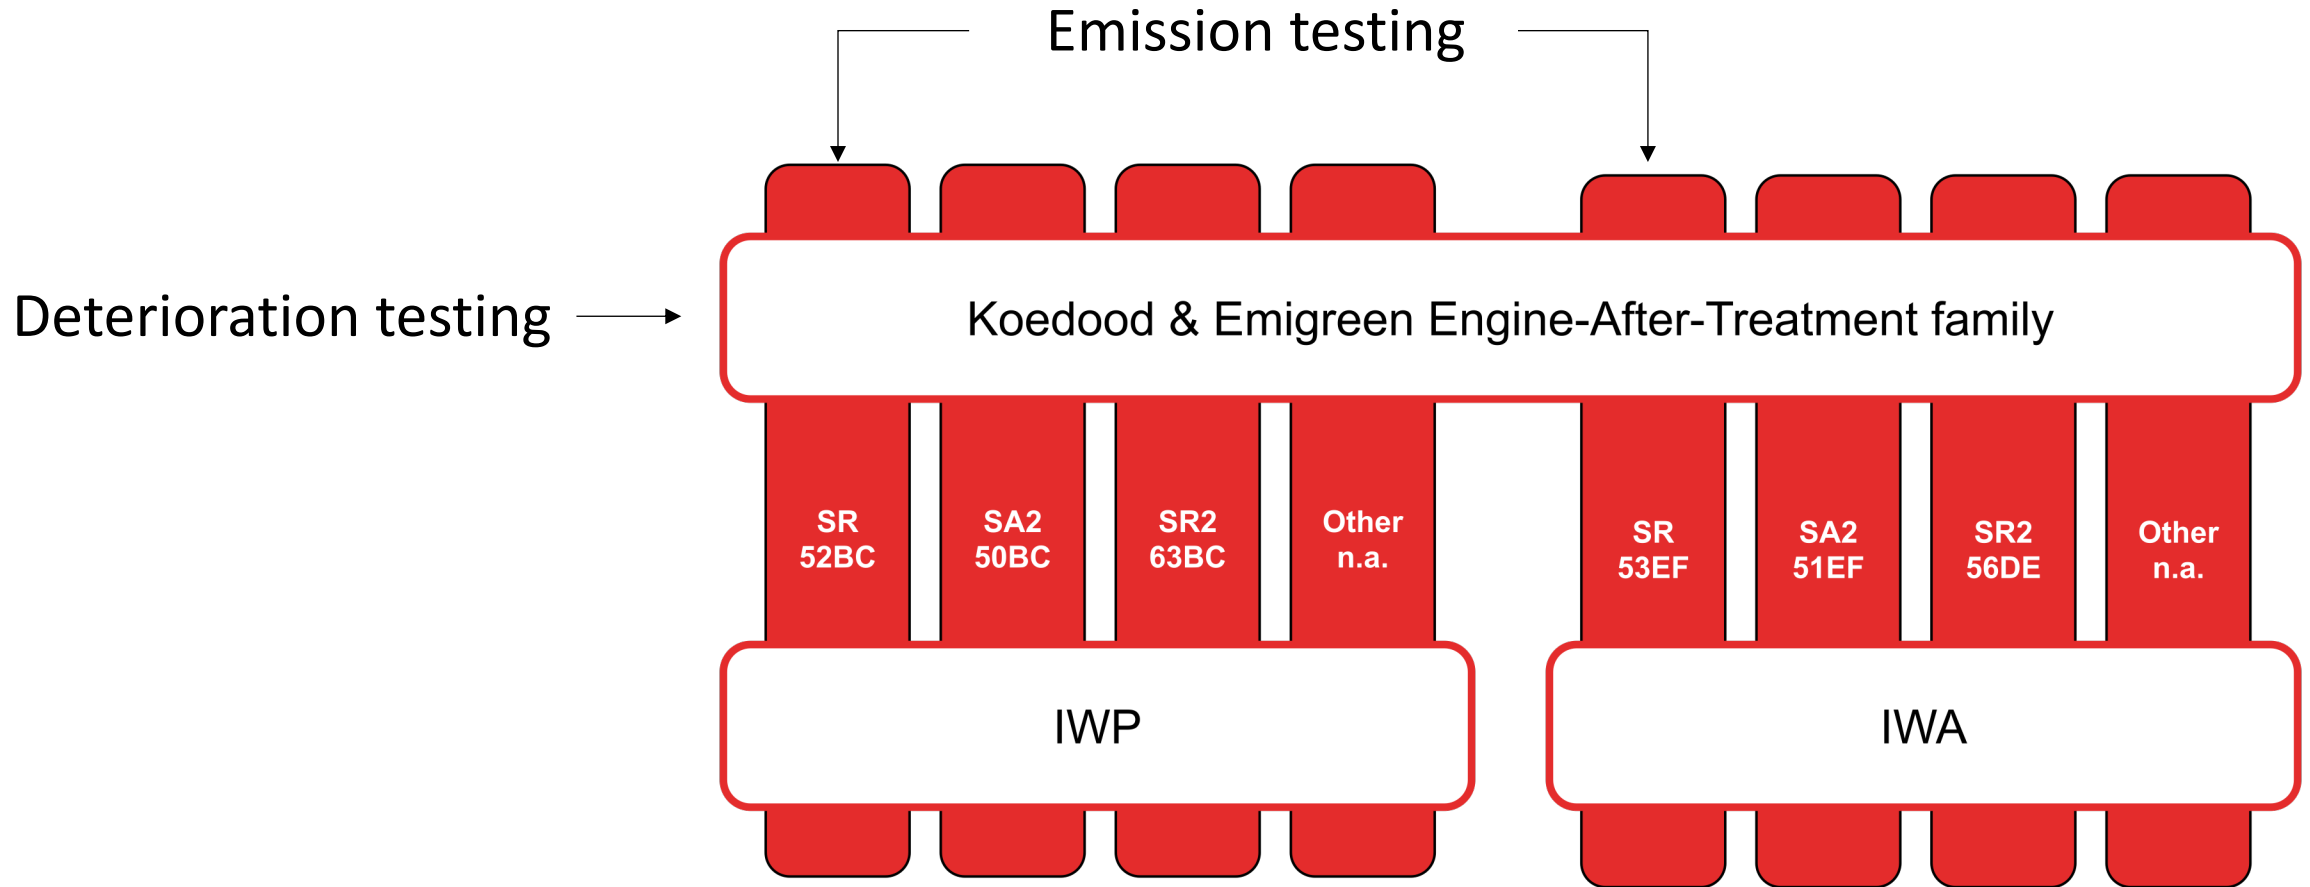 Emission testing
Deterioration testing
Koedood & Emigreen Engine-After-Treatment family
SR
52BC
SA2
50BC
SR2
63BC
Other
n.a.
SR
53EF
SA2
51EF
SR2
56DE
Other
n.a.
IWP
IWA